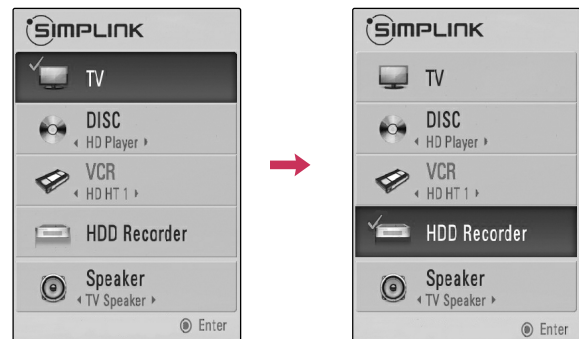 SIMPLINK
TV
DISC
◂ HD Player ▸
VCR
◂ HD HT 1 ▸
HDD Recorder
Speaker
◂ TV Speaker ▸
◉ Enter
SIMPLINK
TV
DISC
◂ HD Player ▸
VCR
◂ HD HT 1 ▸
HDD Recorder
Speaker
◂ TV Speaker ▸
◉ Enter